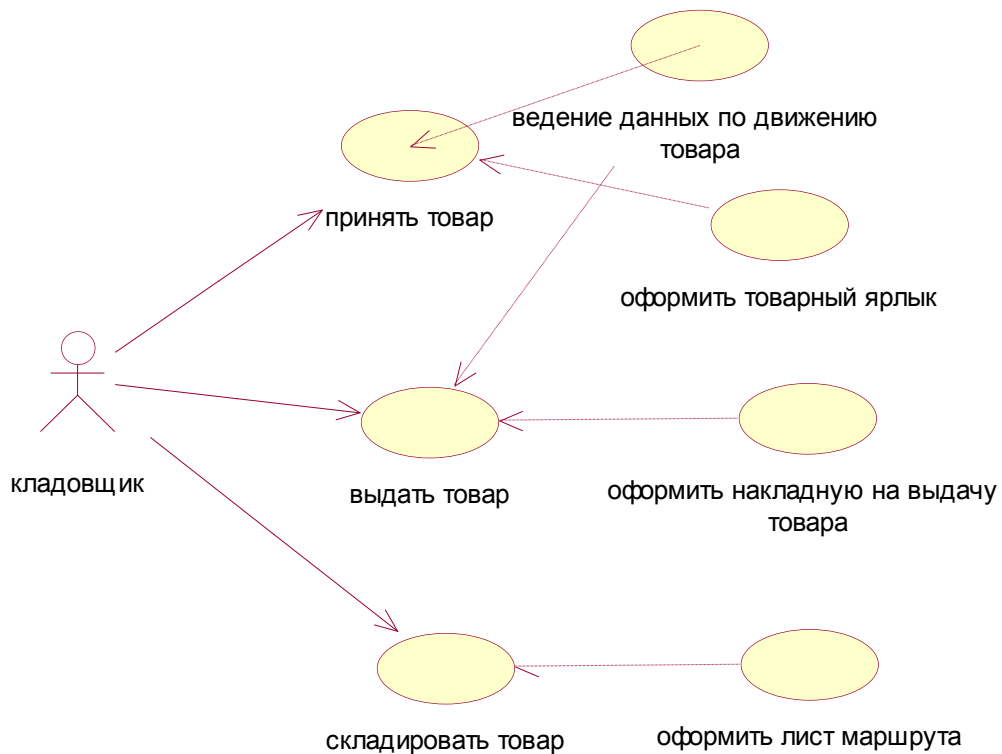 ведение данных по движению
товара
принять товар
оформить товарный ярлык
кладовщик
выдать товар
оформить накладную на выдачу
товара
складировать товар
оформить лист маршрута